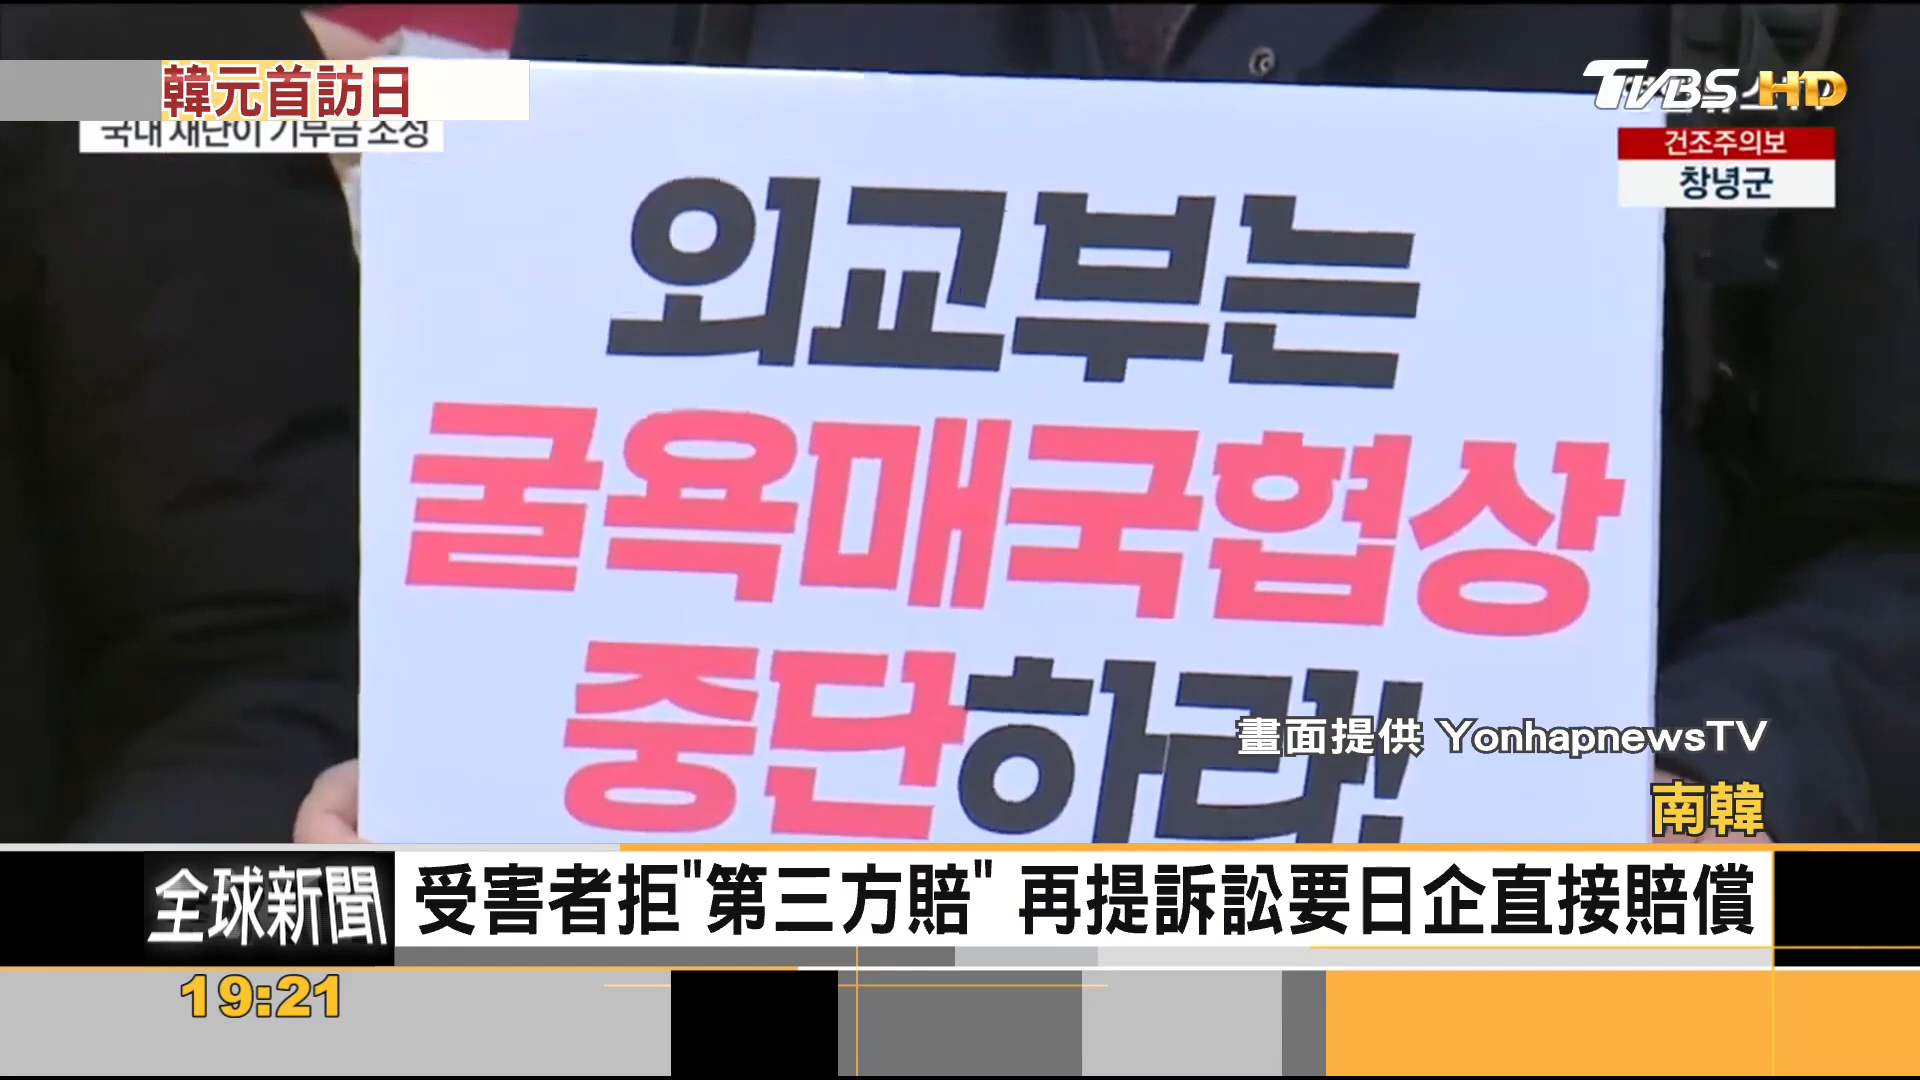 韓元首訪日
TVBS HD
국내 재단이 기부금 조성
건조주의보
창녕군
외교부는
굴욕매국협상
중단하라!
畫面提供 YonhapnewsTV
南韓
全球新聞
受害者拒"第三方賠" 再提訴訟要日企直接賠償
19:21